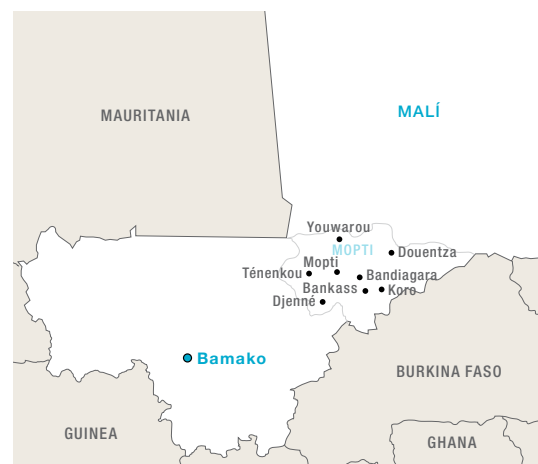 MAURITANIA
MALÍ
Youwarou
MOPTI
Douentza
Mopti
Ténenkou
Bandiagara
Bankass
Koro
Djenné
Bamako
BURKINA FASO
GUINEA
GHANA